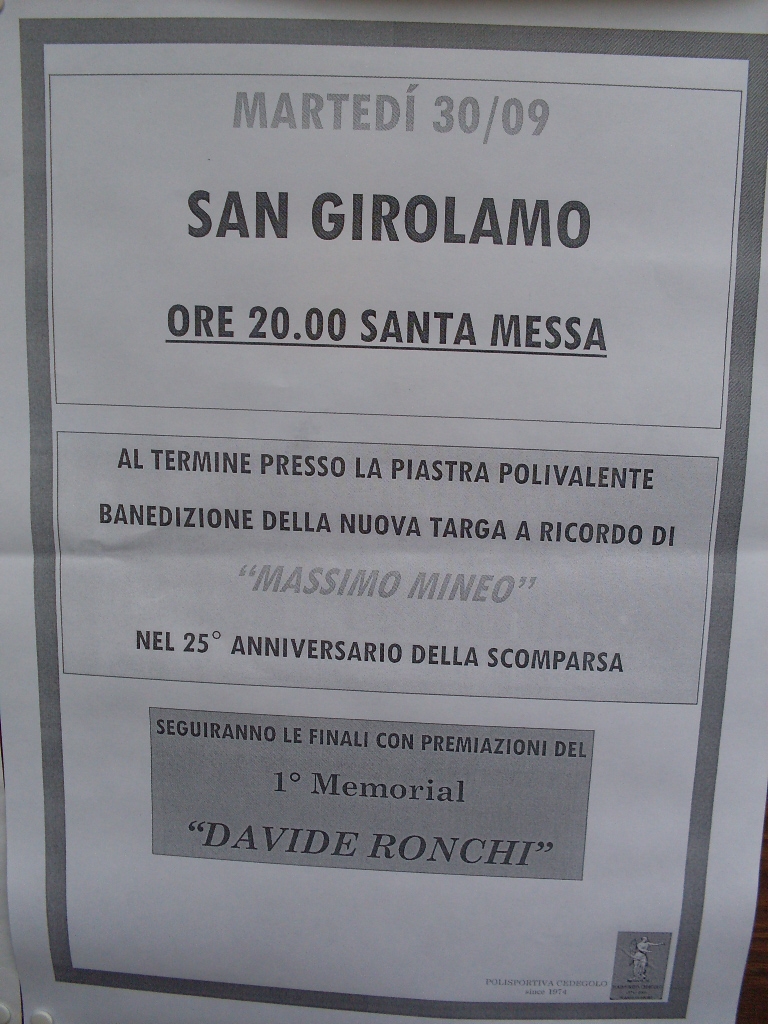 MARTEDÍ 30/09
SAN GIROLAMO
ORE 20.00 SANTA MESSA
AL TERMINE PRESSO LA PIASTRA POLIVALENTE
BANEDIZIONE DELLA NUOVA TARGA A RICORDO DI
“MASSIMO MINEO”
NEL 25° ANNIVERSARIO DELLA SCOMPARSA
SEGUIRANNO LE FINALI CON PREMIAZIONI DEL
1° Memorial
“DAVIDE RONCHI”
POLISPORTIVA CEDEGOLO
since 1974